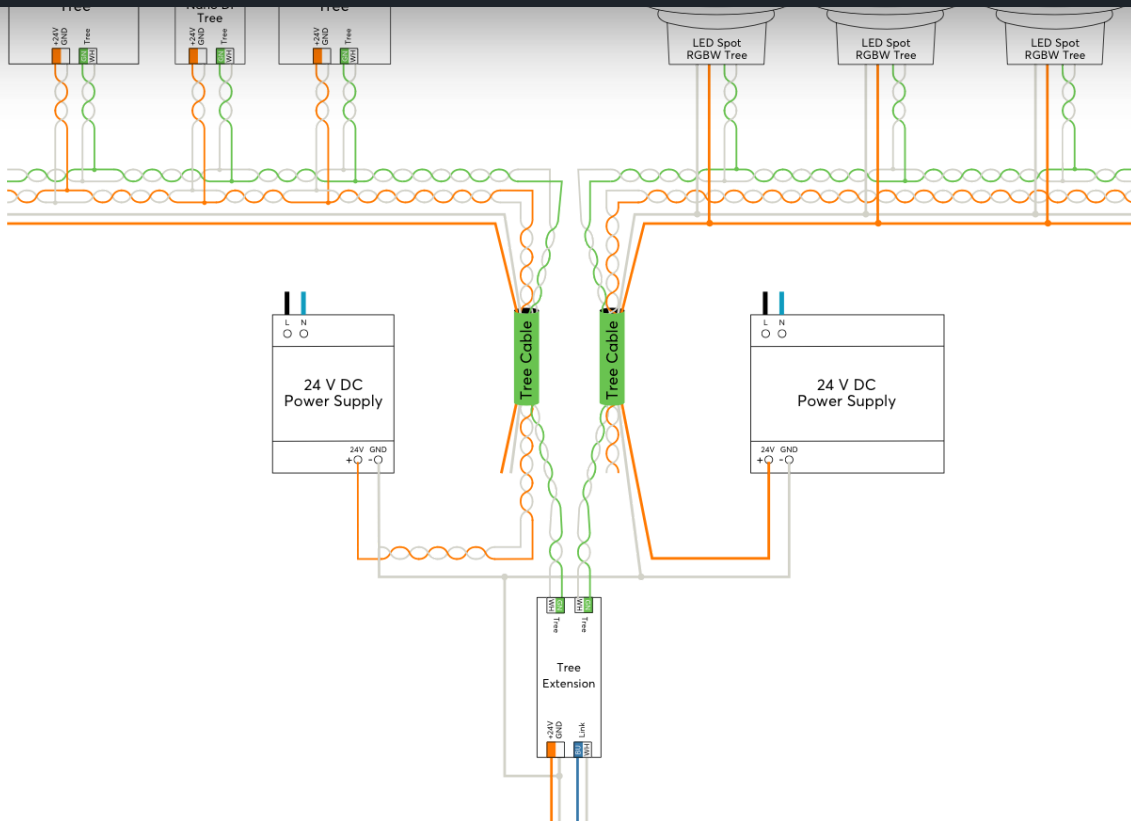 Tree
Nano DI
Tree
Tree
+24V
GND
Tree
GN
WH
+24V
GND
Tree
GN
WH
+24V
GND
Tree
GN
WH
LED Spot
RGBW Tree
LED Spot
RGBW Tree
LED Spot
RGBW Tree
L N
24 V DC
Power Supply
24V GND
+ -
Tree Cable
Tree Cable
L N
24 V DC
Power Supply
24V GND
+ -
WH
GN
WH
GN
Tree
Tree
Tree
Extension
+24V
GND
Link
BU
WH